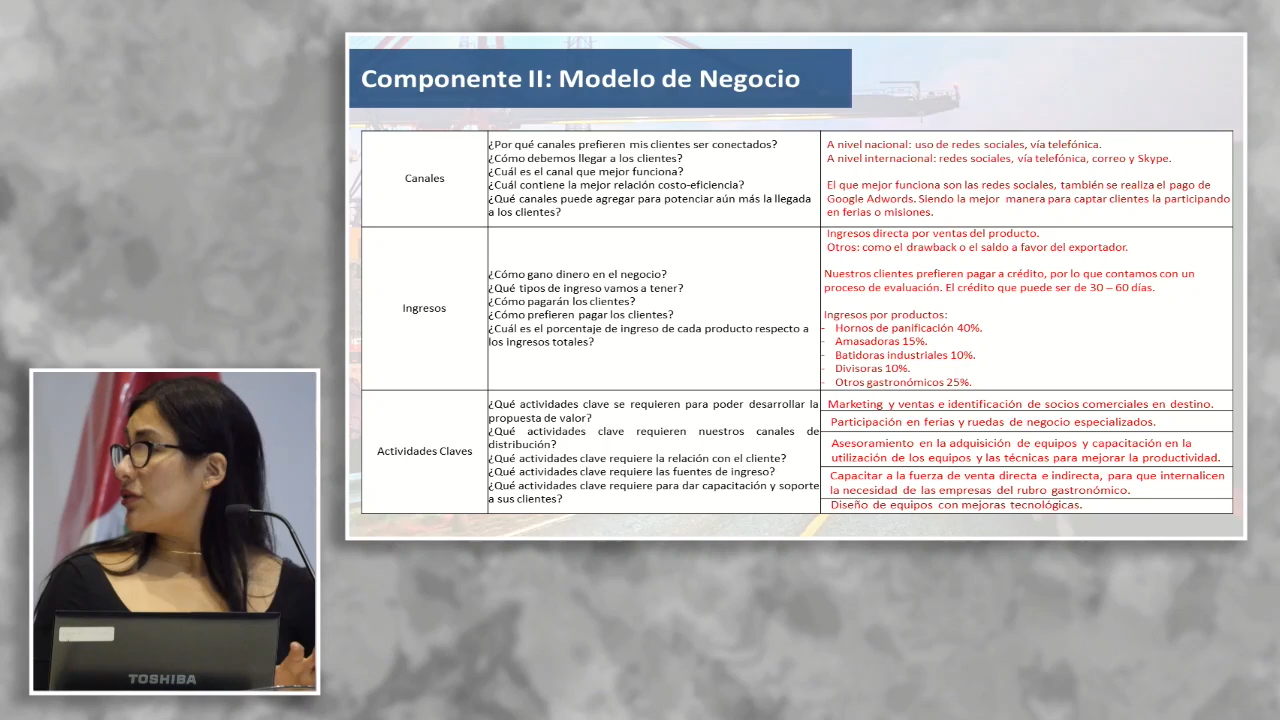 Componente II: Modelo de Negocio
Canales
¿Por qué canales prefieren mis clientes ser conectados?
¿Cómo debemos llegar a los clientes?
¿Cuál es el canal que mejor funciona?
¿Cuál contiene la mejor relación costo-eficiencia?
¿Qué canales puede agregar para potenciar aún más la llegada
a los clientes?
A nivel nacional: uso de redes sociales, vía telefónica.
A nivel internacional: redes sociales, vía telefónica, correo y Skype.
El que mejor funciona son las redes sociales, también se realiza el pago de
Google Adwords. Siendo la mejor manera para captar clientes la participando
en ferias o misiones.
Ingresos
¿Cómo gano dinero en el negocio?
¿Qué tipos de ingreso vamos a tener?
¿Cómo pagarán los clientes?
¿Cómo prefieren pagar los clientes?
¿Cuál es el porcentaje de ingreso de cada producto respecto a
los ingresos totales?
Ingresos directa por ventas del producto.
Otros: como el drawback o el saldo a favor del exportador.
Nuestros clientes prefieren pagar a crédito, por lo que contamos con un
proceso de evaluación. El crédito que puede ser de 30 – 60 días.
Ingresos por productos:
- Hornos de panificación 40%.
- Amasadoras 15%.
- Batidoras industriales 10%.
- Divisoras 10%.
- Otros gastronómicos 25%.
Actividades Claves
¿Qué actividades clave se requieren para poder desarrollar la
propuesta de valor?
¿Qué actividades clave requieren nuestros canales de
distribución?
¿Qué actividades clave requiere la relación con el cliente?
¿Qué actividades clave requiere las fuentes de ingreso?
¿Qué actividades clave requiere para dar capacitación y soporte
a sus clientes?
Marketing y ventas e identificación de socios comerciales en destino.
Participación en ferias y ruedas de negocio especializados.
Asesoramiento en la adquisición de equipos y capacitación en la
utilización de los equipos y las técnicas para mejorar la productividad.
Capacitar a la fuerza de venta directa e indirecta, para que internalicen
la necesidad de las empresas del rubro gastronómico.
Diseño de equipos con mejoras tecnológicas.
TOSHIBA